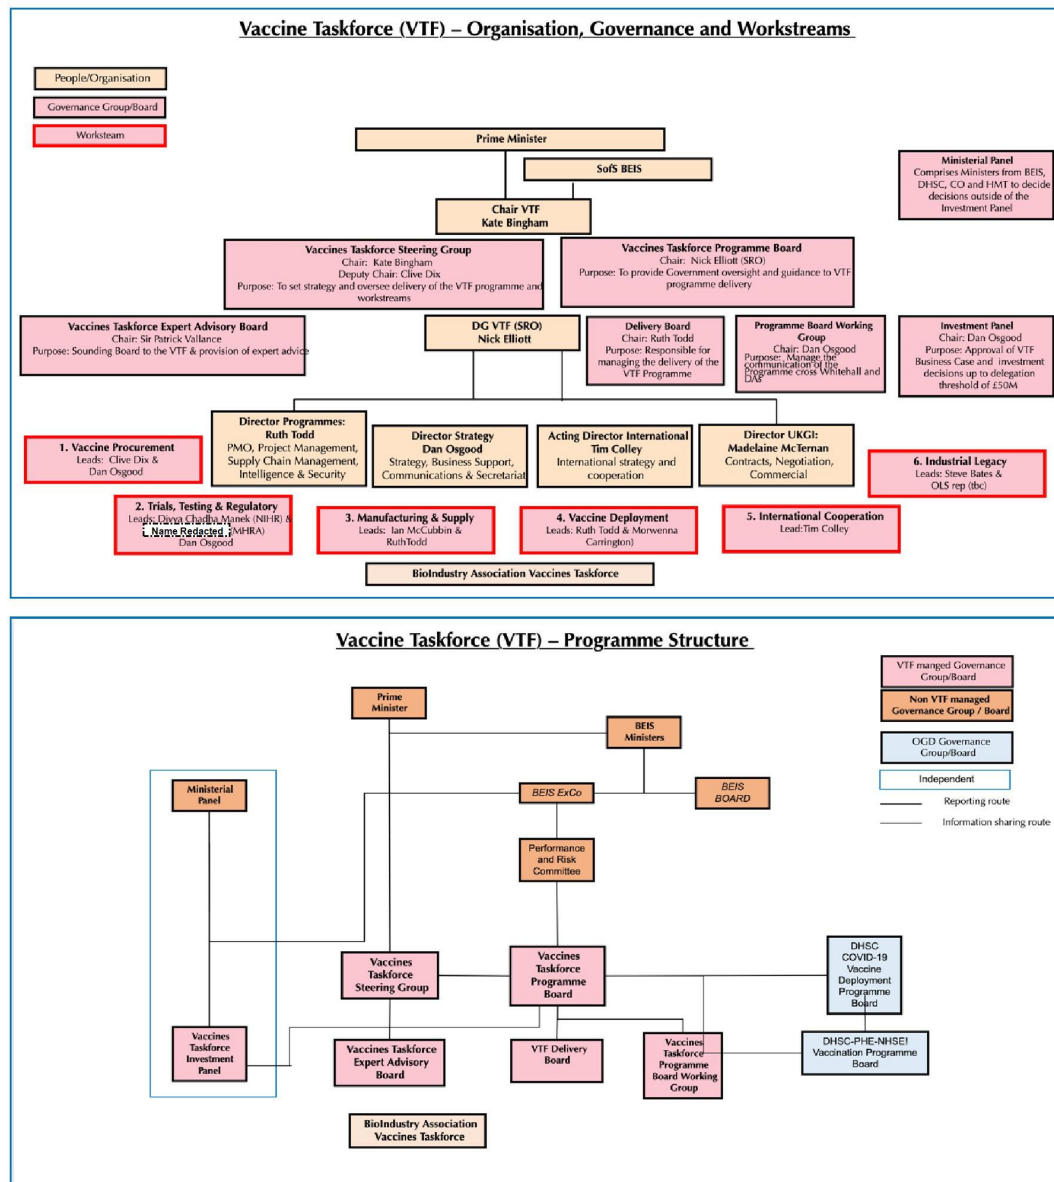 Vaccine Taskforce (VTF) – Organisation, Governance and Workstreams
People/Organisation
Governance Group/Board
Worksteam
Prime Minister
SofS BEIS
Chair VTF
Kate Bingham
Ministerial Panel
Comprises Ministers from BEIS,
DHSC, CO and HMT to decide
decisions outside of the
Investment Panel
Vaccines Taskforce Steering Group
Chair: Kate Bingham
Deputy Chair: Clive Dix
Purpose: To set strategy and oversee delivery of the VTF programme and
workstreams
Vaccines Taskforce Programme Board
Chair: Nick Elliott (SRO)
Purpose: To provide Government oversight and guidance to VTF
programme delivery
Vaccines Taskforce Expert Advisory Board
Chair: Sir Patrick Vallance
Purpose: Sounding Board to the VTF & provision of expert advice
DG VTF (SRO)
Nick Elliott
Delivery Board
Chair: Ruth Todd
Purpose: Responsible for
managing the delivery of the
VTF Programme
Programme Board Working
Group
Chair: Dan Osgood
Purpose: Manage the
communication of the
Programme cross Whitehall and
DAs
Investment Panel
Chair: Dan Osgood
Purpose: Approval of VTF
Business Case and investment
decisions up to delegation
threshold of £50M
1. Vaccine Procurement
Leads: Clive Dix &
Dan Osgood
Director Programmes:
Ruth Todd
PMO, Project Management,
Supply Chain Management,
Intelligence & Security
Director Strategy
Dan Osgood
Strategy, Business Support,
Communications & Secretariat
Acting Director International
Tim Colley
International strategy and
cooperation
Director UKGI:
Madelaine McTernan
Contracts, Negotiation,
Commercial
6. Industrial Legacy
Leads: Steve Bates &
OLS rep (tbc)
2. Trials, Testing & Regulatory
Leads: Divya Chadha Manek (NIHR) &
Name Redacted (MHRA)
Dan Osgood
3. Manufacturing & Supply
Leads: Ian McCubbin &
RuthTodd
4. Vaccine Deployment
Leads: Ruth Todd & Morwenna
Carrington)
5. International Cooperation
Lead:Tim Colley
BioIndustry Association Vaccines Taskforce
Vaccine Taskforce (VTF) – Programme Structure
VTF manged Governance
Group/Board
Non VTF managed
Governance Group / Board
OGD Governance
Group/Board
Independent
Reporting route
Information sharing route
Prime
Minister
BEIS
Ministers
Ministerial
Panel
BEIS ExCo
BEIS
BOARD
Performance
and Risk
Committee
Vaccines
Taskforce
Steering Group
Vaccines
Taskforce
Programme
Board
DHSC
COVID-19
Vaccine
Deployment
Programme
Board
Vaccines
Taskforce
Investment
Panel
Vaccines Taskforce
Expert Advisory
Board
VTF Delivery
Board
Vaccines
Taskforce
Programme
Board Working
Group
DHSC-PHE-NHSEI
Vaccination Programme
Board
BioIndustry Association
Vaccines Taskforce